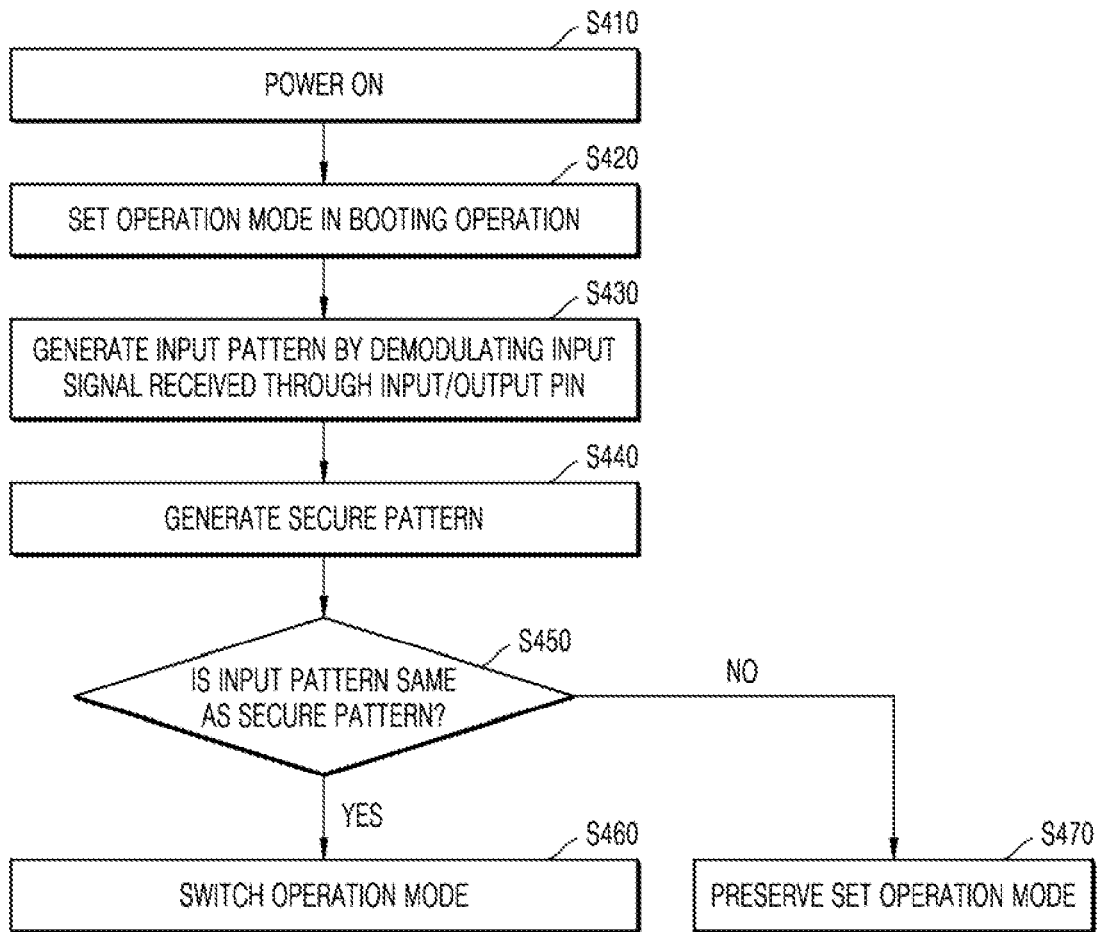 S410
POWER ON
S420
SET OPERATION MODE IN BOOTING OPERATION
S430
GENERATE INPUT PATTERN BY DEMODULATING INPUT
SIGNAL RECEIVED THROUGH INPUT/OUTPUT PIN
S440
GENERATE SECURE PATTERN
S450
IS INPUT PATTERN SAME
AS SECURE PATTERN?
NO
YES
S460
SWITCH OPERATION MODE
S470
PRESERVE SET OPERATION MODE